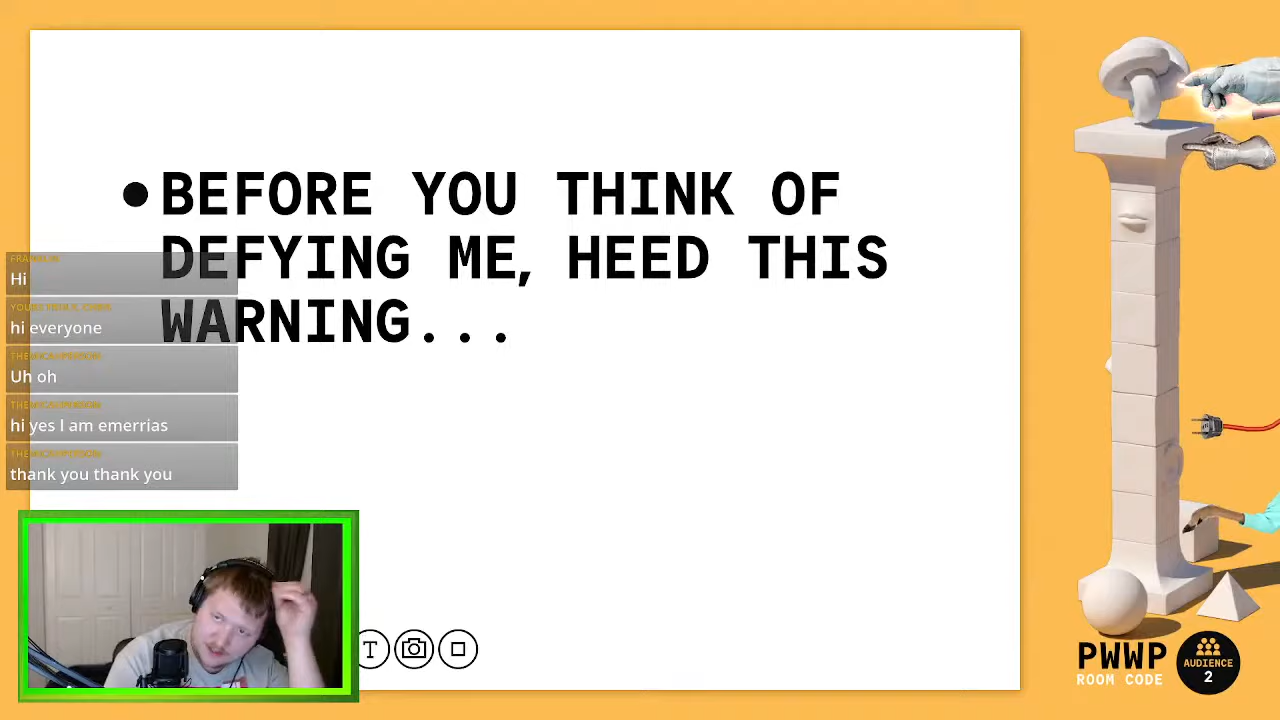 •BEFORE YOU THINK OF
DEFYING ME, HEED THIS
WARNING...
Hi
hi everyone
Uh oh
hi yes I am emerrias
thank you thank you
T
PWWP
ROOM CODE
AUDIENCE
2